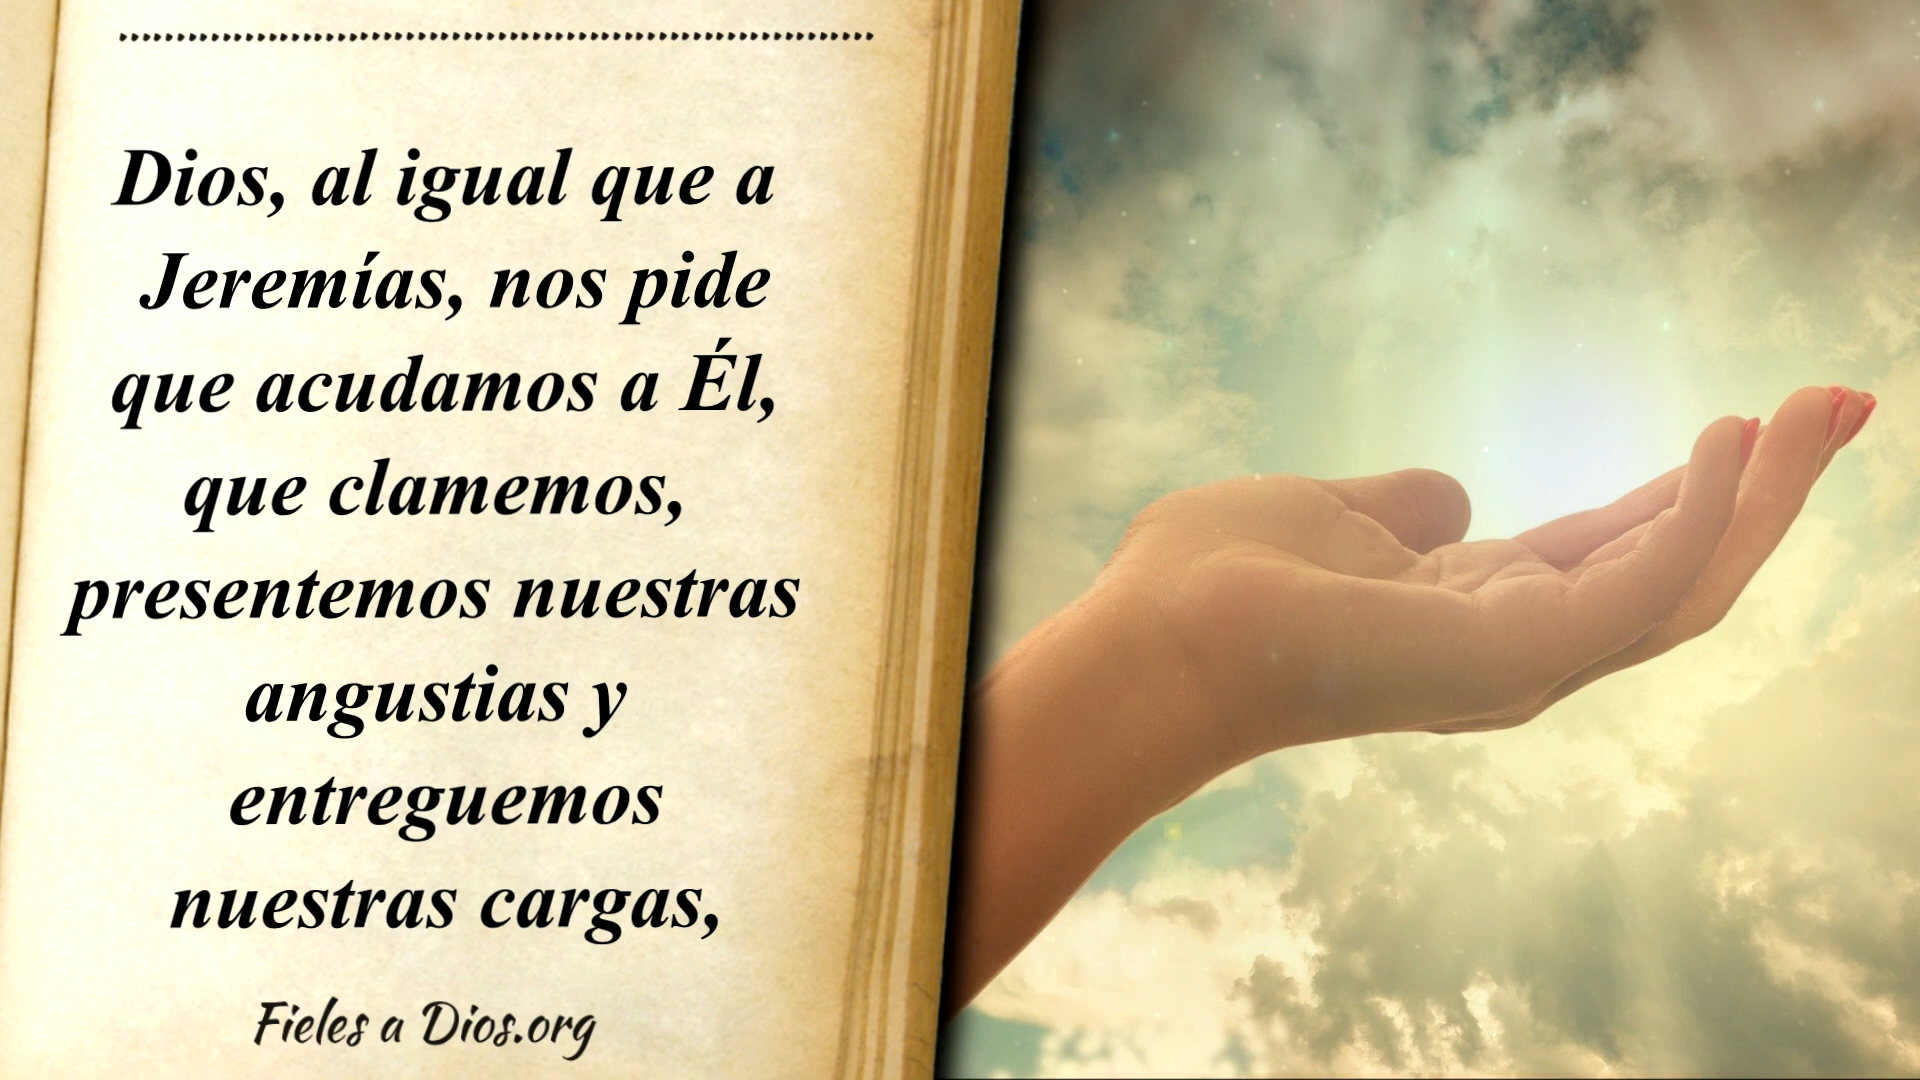 Dios, al igual que a
Jeremías, nos pide
que acudamos a Él,
que clamemos,
presentemos nuestras
angustias y
entreguemos
nuestras cargas,
Fieles a Dios.org